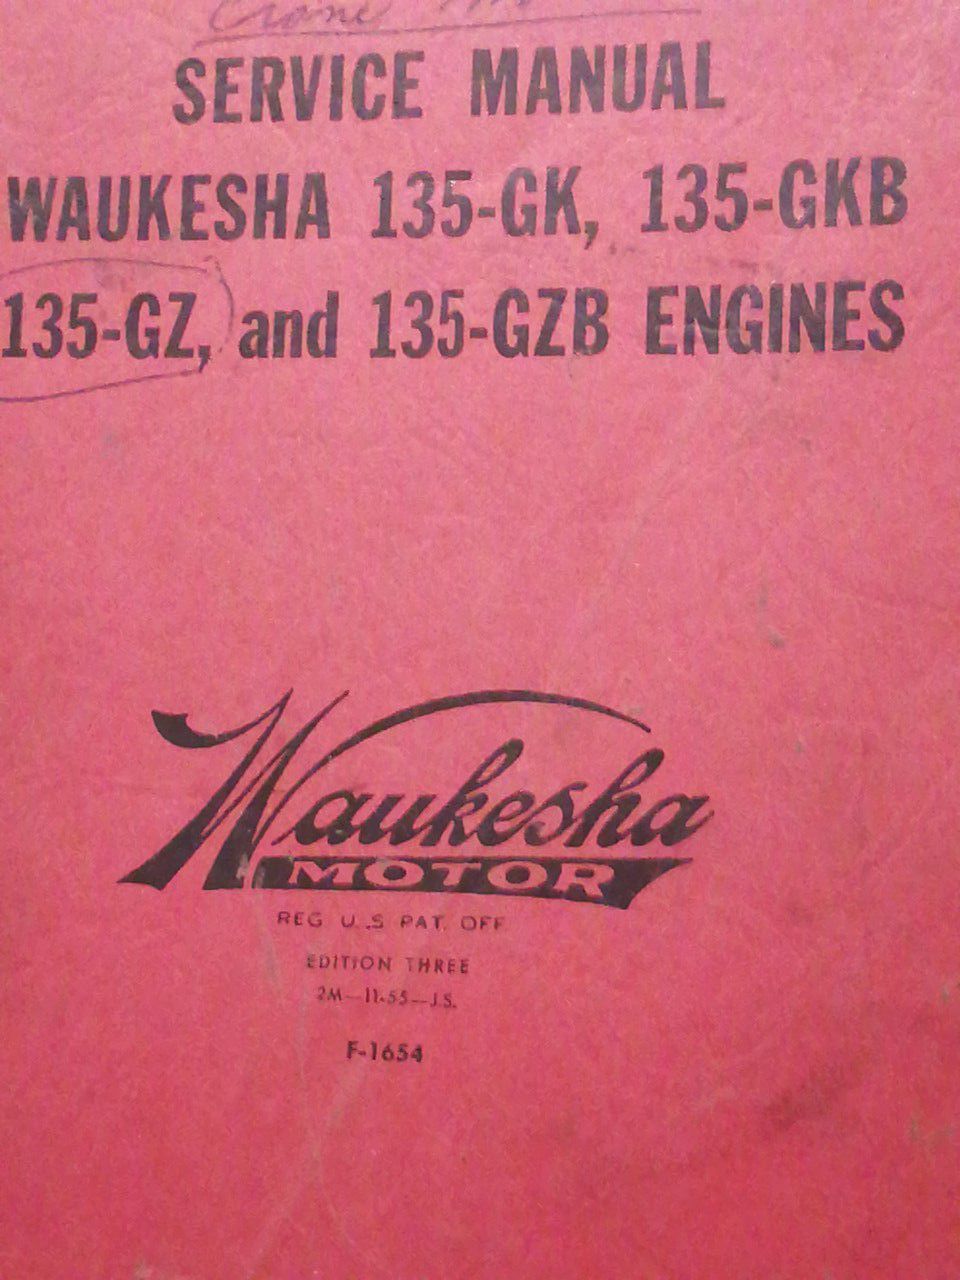 Crane
SERVICE MANUAL
WAUKESHA 135-GK, 135-GKB
135-GZ, and 135-GZB ENGINES
Waukesha
MOTOR
REG U.S PAT. OFF
EDITION THREE
2M—11-55—J.S.
F-1654